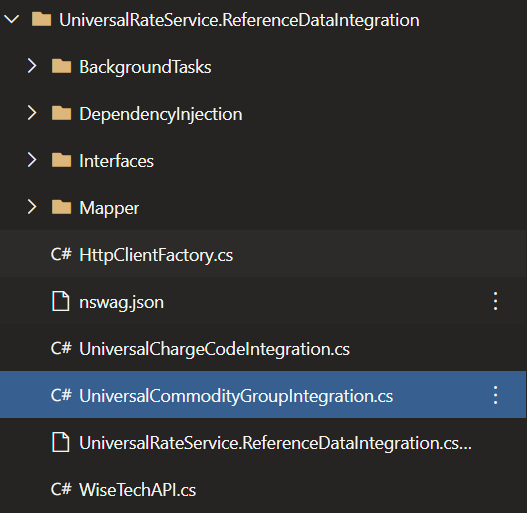 UniversalRateService.ReferenceDataIntegration
BackgroundTasks
DependencyInjection
Interfaces
Mapper
C# HttpClientFactory.cs
nswag.json
C# UniversalChargeCodeIntegration.cs
C# UniversalCommodityGroupIntegration.cs
UniversalRateService.ReferenceDataIntegration.cs...
C# WiseTechAPI.cs